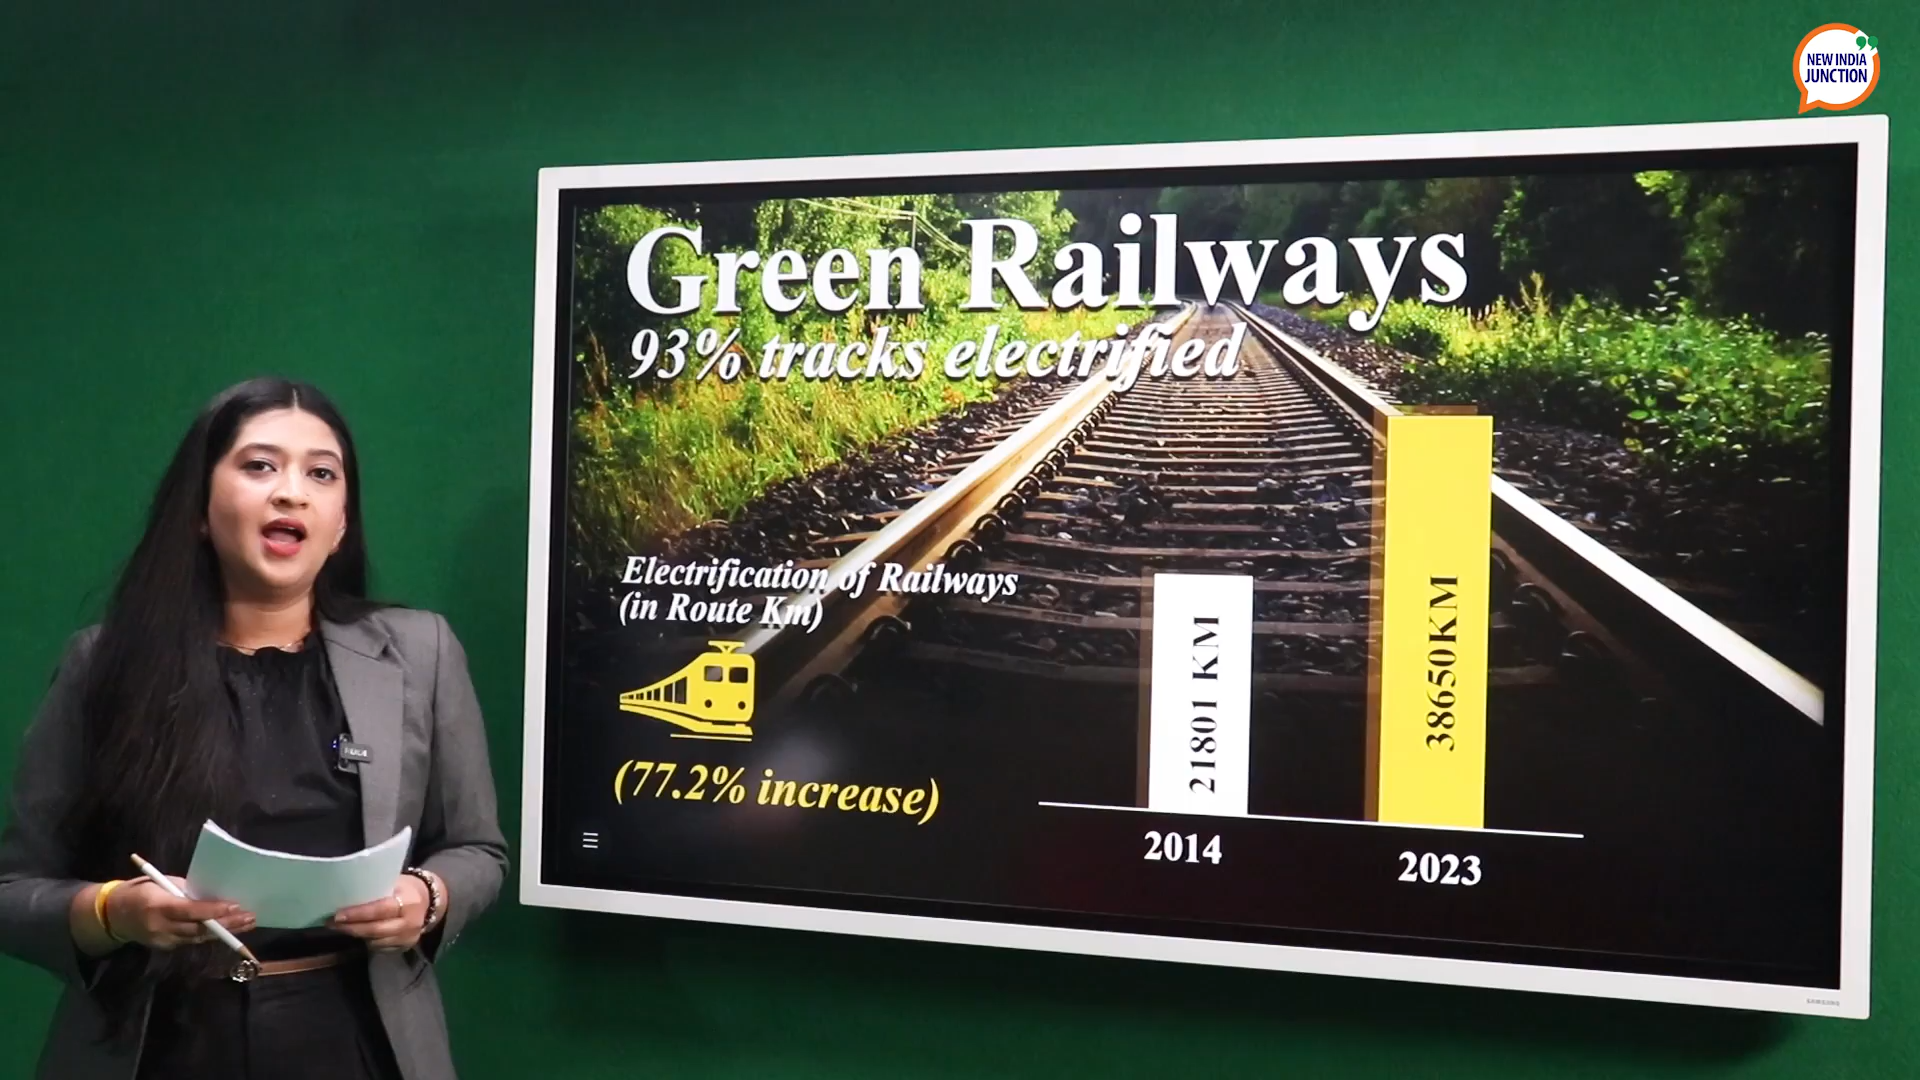 NEW INDIA
JUNCTION
Green Railways
93% tracks electrified
Electrification of Railways
(in Route Km)
(77.2% increase)
21801 KM
38650KM
2014
2023
SAMSUNG